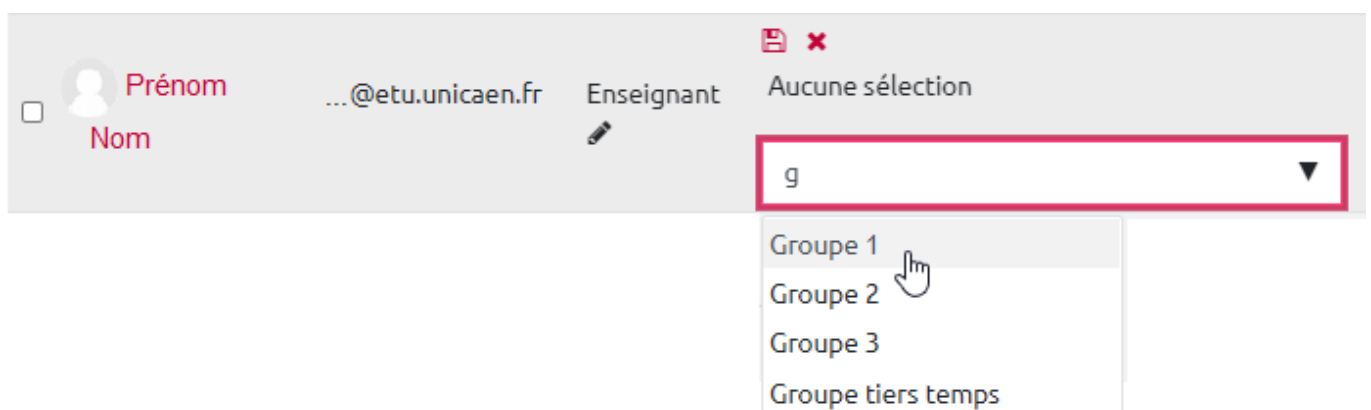 Prénom
Nom
...@etu.unicaen.fr
Enseignant
Aucune sélection
g
Groupe 1
Groupe 2
Groupe 3
Groupe tiers temps